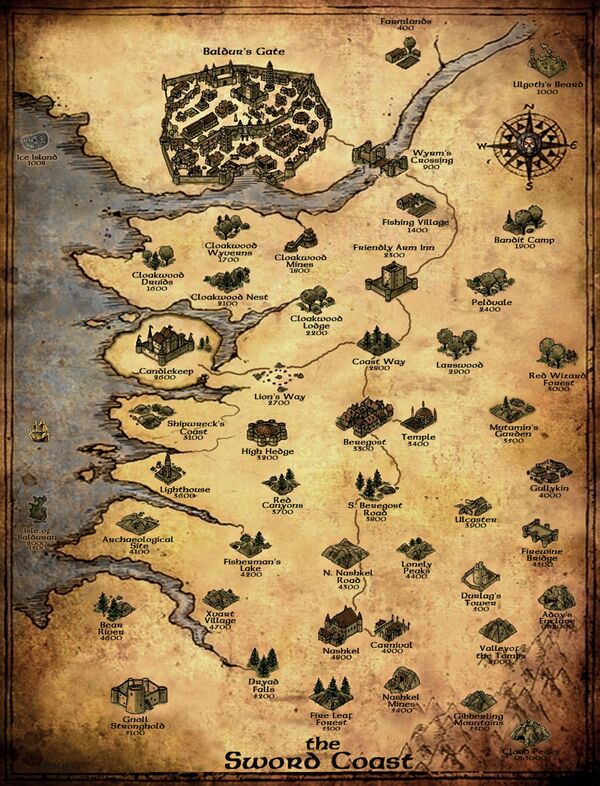 Farmlands
400
Baldur's Gate
Ulgoth's Beard
1000
Ice Island
1008
N
W
E
S
Wyrm's
Crossing
900
Fishing Village
1400
Bandit Camp
1900
Cloakwood
Wyverns
1700
Cloakwood
Mines
1800
Friendly Arm Inn
2300
Cloakwood
Druids
1600
Cloakwood Nest
2100
Peldvale
2400
Cloakwood
Lodge
2200
Candlekeep
2600
Coast Way
2800
Larswood
2900
Red Wizard
Forest
3000
Lion's Way
2700
Shipwreck's
Coast
3100
High Hedge
3200
Beregost
3300
Temple
3400
Mutamin's
Garden
3500
Lighthouse
3600
Red
Canyons
3700
S. Beregost
Road
3800
Gullykin
4000
Ulcaster
3900
Isle of
Balduran
Archaeological
Site
4100
Fisherman's
Lake
4200
N. Nashkel
Road
4300
Lonely
Peaks
4400
Firewine
Bridge
Durlag's
Tower
Bear
River
4600
Xvart
Village
4700
Nashkel
4800
Carnival
4900
Valley of
the Tombs
Dryad
Falls
Gnoll
Stronghold
5100
Fire Leaf
Forest
5300
Nashkel
Mines
5400
Gibberling
Mountains
Cloud Peaks
the
Sword Coast